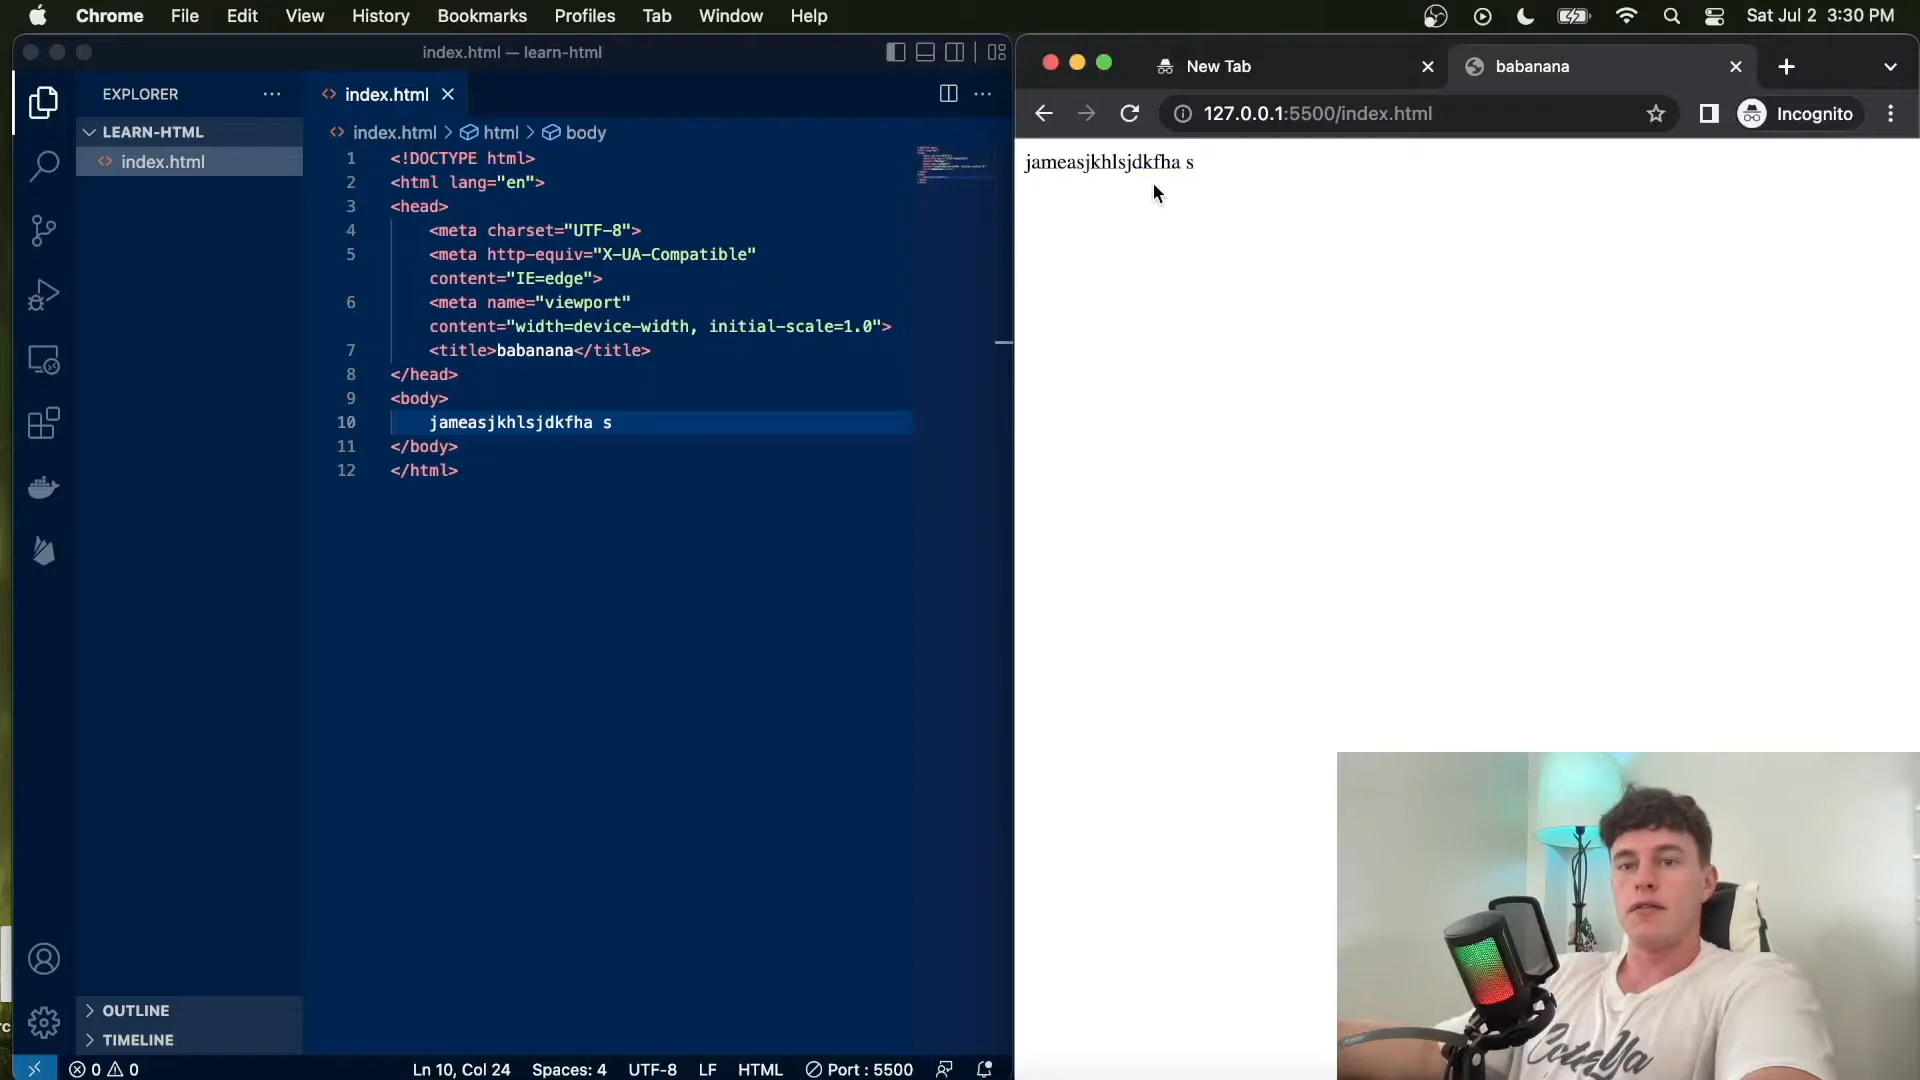 Chrome File Edit View History Bookmarks Profiles Tab Window Help
Sat Jul 2 3:30 PM
index.html — learn-html
EXPLORER
LEARN-HTML
index.html
index.html
index.html > html > body
1 <!DOCTYPE html>
2 <html lang="en">
3 <head>
4 <meta charset="UTF-8">
5 <meta http-equiv="X-UA-Compatible"
content="IE=edge">
6 <meta name="viewport"
content="width=device-width, initial-scale=1.0">
7 <title>babanana</title>
8 </head>
9 <body>
10 jameasjkhlsjdkfha s
11 </body>
12 </html>
OUTLINE
TIMELINE
0 0
Ln 10, Col 24 Spaces: 4 UTF-8 LF HTML Port : 5500
New Tab
babanana
127.0.0.1:5500/index.html
Incognito
jameasjkhlsjdkfha s